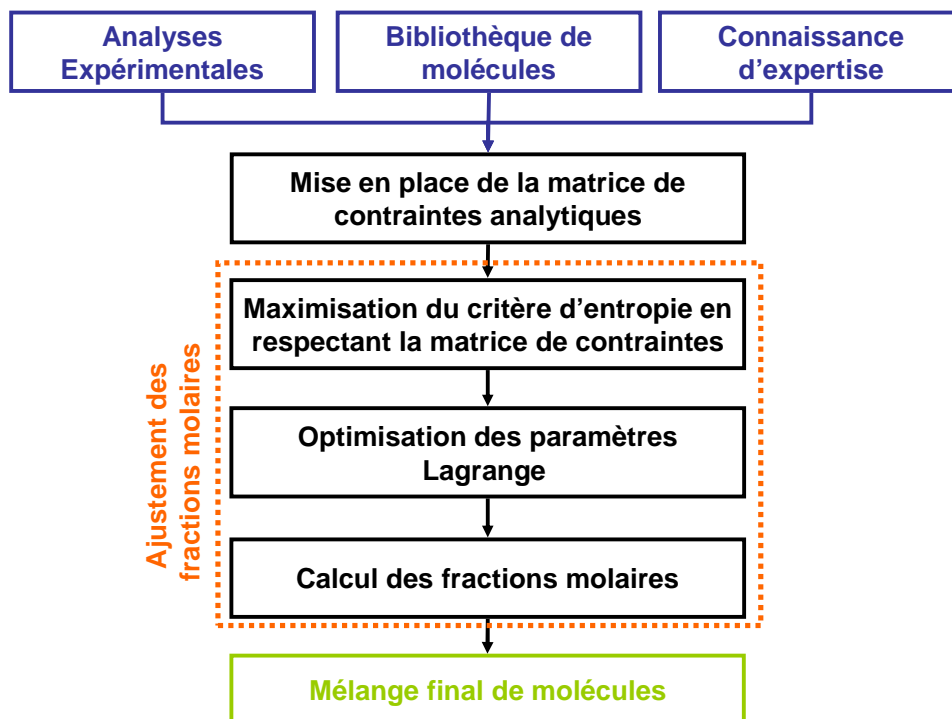 Analyses
Expérimentales
Bibliothèque de
molécules
Connaissance
d’expertise
Mise en place de la matrice de
contraintes analytiques
Maximisation du critère d’entropie en
respectant la matrice de contraintes
Optimisation des paramètres
Lagrange
Calcul des fractions molaires
Ajustement des
fractions molaires
Mélange final de molécules